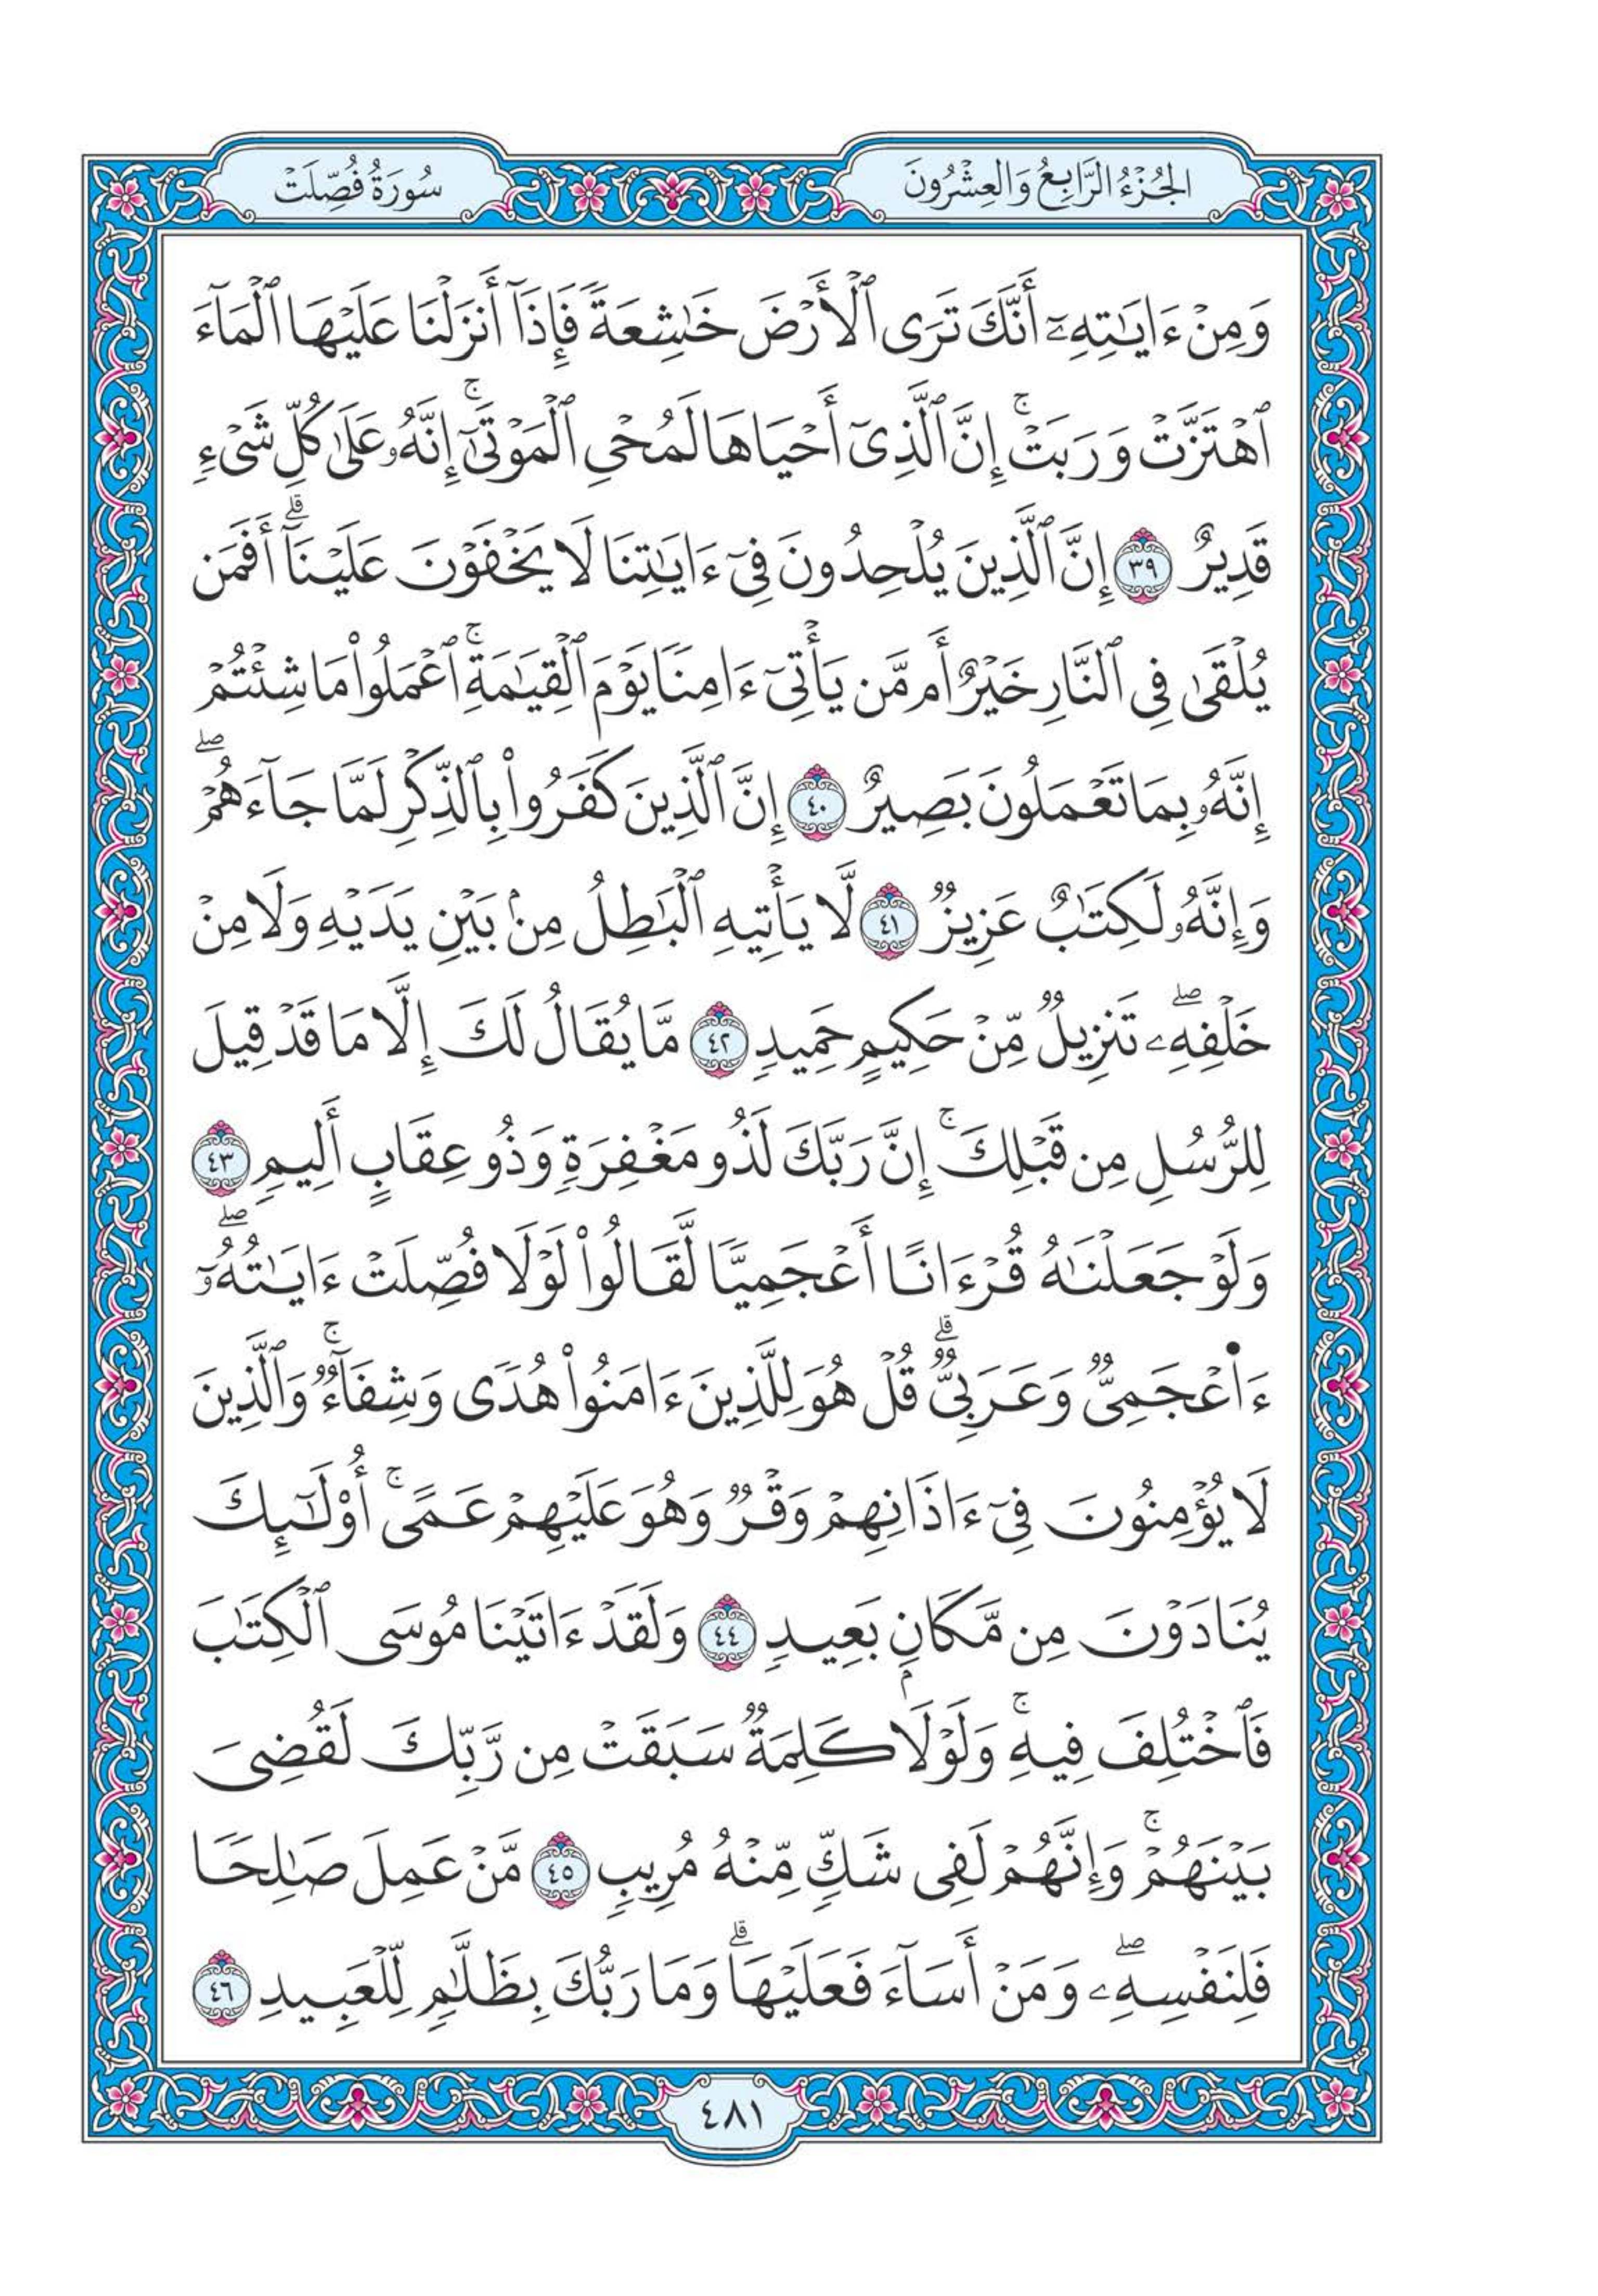 الجُزْءُ الرَّابِعُ وَالعِشْرُونَ
سُورَةُ فُصِّلَتْ
وَمِنْ ءَايَٰتِهِۦٓ أَنَّكَ تَرَى ٱلْأَرْضَ خَٰشِعَةً فَإِذَآ أَنزَلْنَا عَلَيْهَا ٱلْمَآءَ
ٱهْتَزَّتْ وَرَبَتْ ۚ إِنَّ ٱلَّذِىٓ أَحْيَاهَا لَمُحْىِ ٱلْمَوْتَىٰٓ ۚ إِنَّهُۥ عَلَىٰ كُلِّ شَىْءٍ
قَدِيرٌ ٣٩ إِنَّ ٱلَّذِينَ يُلْحِدُونَ فِىٓ ءَايَٰتِنَا لَا يَخْفَوْنَ عَلَيْنَآ ۗ أَفَمَن
يُلْقَىٰ فِى ٱلنَّارِ خَيْرٌ أَم مَّن يَأْتِىٓ ءَامِنًا يَوْمَ ٱلْقِيَٰمَةِ ۚ ٱعْمَلُوا۟ مَا شِئْتُمْ ۖ
إِنَّهُۥ بِمَا تَعْمَلُونَ بَصِيرٌ ٤٠ إِنَّ ٱلَّذِينَ كَفَرُوا۟ بِٱلذِّكْرِ لَمَّا جَآءَهُمْ ۖ
وَإِنَّهُۥ لَكِتَٰبٌ عَزِيزٌ ٤١ لَّا يَأْتِيهِ ٱلْبَٰطِلُ مِنۢ بَيْنِ يَدَيْهِ وَلَا مِنْ
خَلْفِهِۦ ۖ تَنزِيلٌ مِّنْ حَكِيمٍ حَمِيدٍ ٤٢ مَّا يُقَالُ لَكَ إِلَّا مَا قَدْ قِيلَ
لِلرُّسُلِ مِن قَبْلِكَ ۚ إِنَّ رَبَّكَ لَذُو مَغْفِرَةٍ وَذُو عِقَابٍ أَلِيمٍ ٤٣
وَلَوْ جَعَلْنَٰهُ قُرْءَانًا أَعْجَمِيًّا لَّقَالُوا۟ لَوْلَا فُصِّلَتْ ءَايَٰتُهُۥٓ ۖ
ءَا۬عْجَمِىٌّ وَعَرَبِىٌّ ۗ قُلْ هُوَ لِلَّذِينَ ءَامَنُوا۟ هُدًى وَشِفَآءٌ ۚ وَٱلَّذِينَ
لَا يُؤْمِنُونَ فِىٓ ءَاذَانِهِمْ وَقْرٌ وَهُوَ عَلَيْهِمْ عَمًى ۚ أُو۟لَٰٓئِكَ
يُنَادَوْنَ مِن مَّكَانٍۭ بَعِيدٍ ٤٤ وَلَقَدْ ءَاتَيْنَا مُوسَى ٱلْكِتَٰبَ
فَٱخْتُلِفَ فِيهِ ۚ وَلَوْلَا كَلِمَةٌ سَبَقَتْ مِن رَّبِّكَ لَقُضِىَ
بَيْنَهُمْ ۚ وَإِنَّهُمْ لَفِى شَكٍّ مِّنْهُ مُرِيبٍ ٤٥ مَّنْ عَمِلَ صَٰلِحًا
فَلِنَفْسِهِۦ ۖ وَمَنْ أَسَآءَ فَعَلَيْهَا ۗ وَمَا رَبُّكَ بِظَلَّٰمٍ لِّلْعَبِيدِ ٤٦
٤٨١